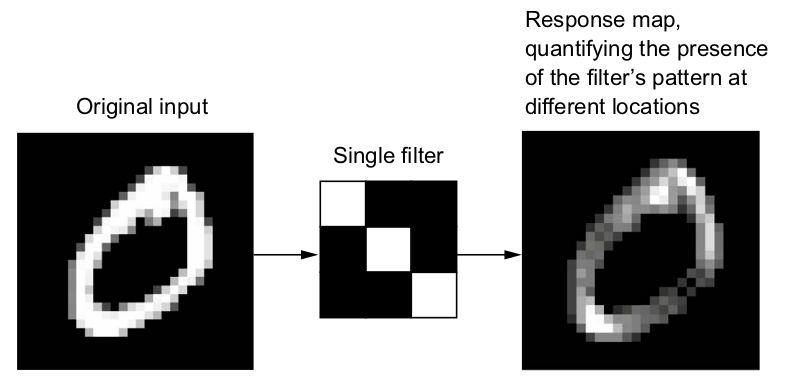 Response map,
quantifying the presence
of the filter's pattern at
different locations
Original input
Single filter